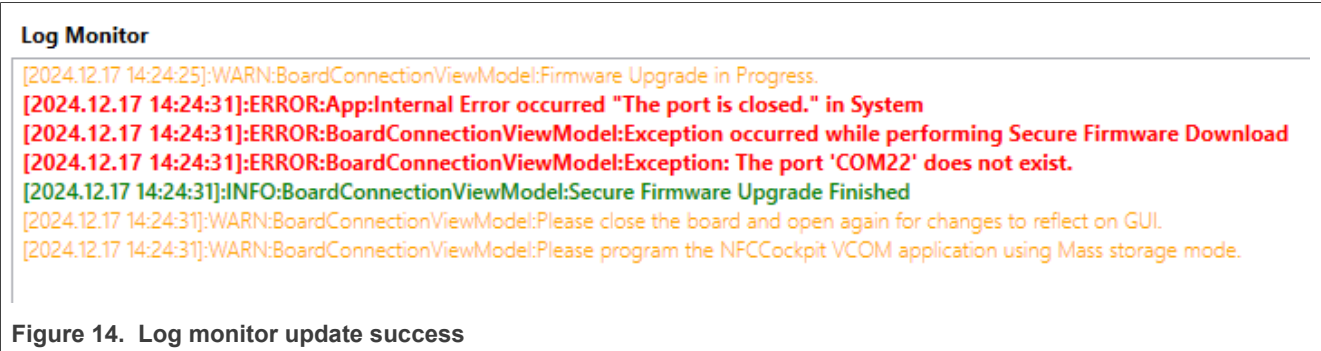 Log Monitor
[2024.12.17 14:24:25]:WARN:BoardConnectionViewModel:Firmware Upgrade in Progress.
[2024.12.17 14:24:31]:ERROR:App:Internal Error occurred "The port is closed." in System
[2024.12.17 14:24:31]:ERROR:BoardConnectionViewModel:Exception occurred while performing Secure Firmware Download
[2024.12.17 14:24:31]:ERROR:BoardConnectionViewModel:Exception: The port 'COM22' does not exist.
[2024.12.17 14:24:31]:INFO:BoardConnectionViewModel:Secure Firmware Upgrade Finished
[2024.12.17 14:24:31]:WARN:BoardConnectionViewModel:Please close the board and open again for changes to reflect on GUI.
[2024.12.17 14:24:31]:WARN:BoardConnectionViewModel:Please program the NFCCockpit VCOM application using Mass storage mode.
Figure 14. Log monitor update success